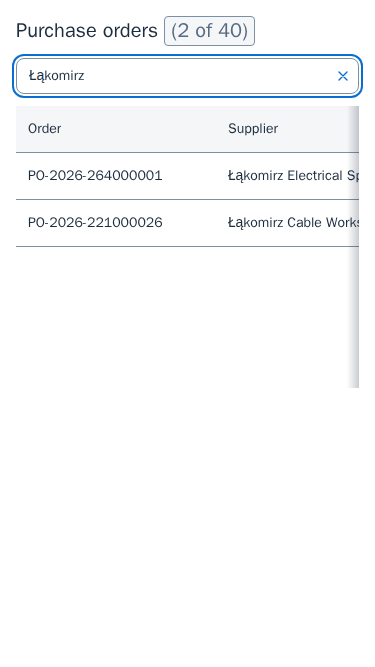 Purchase orders (2 of 40)
Łąkomirz
Order Supplier
PO-2026-264000001 Łąkomirz Electrical
PO-2026-221000026 Łąkomirz Cable Works